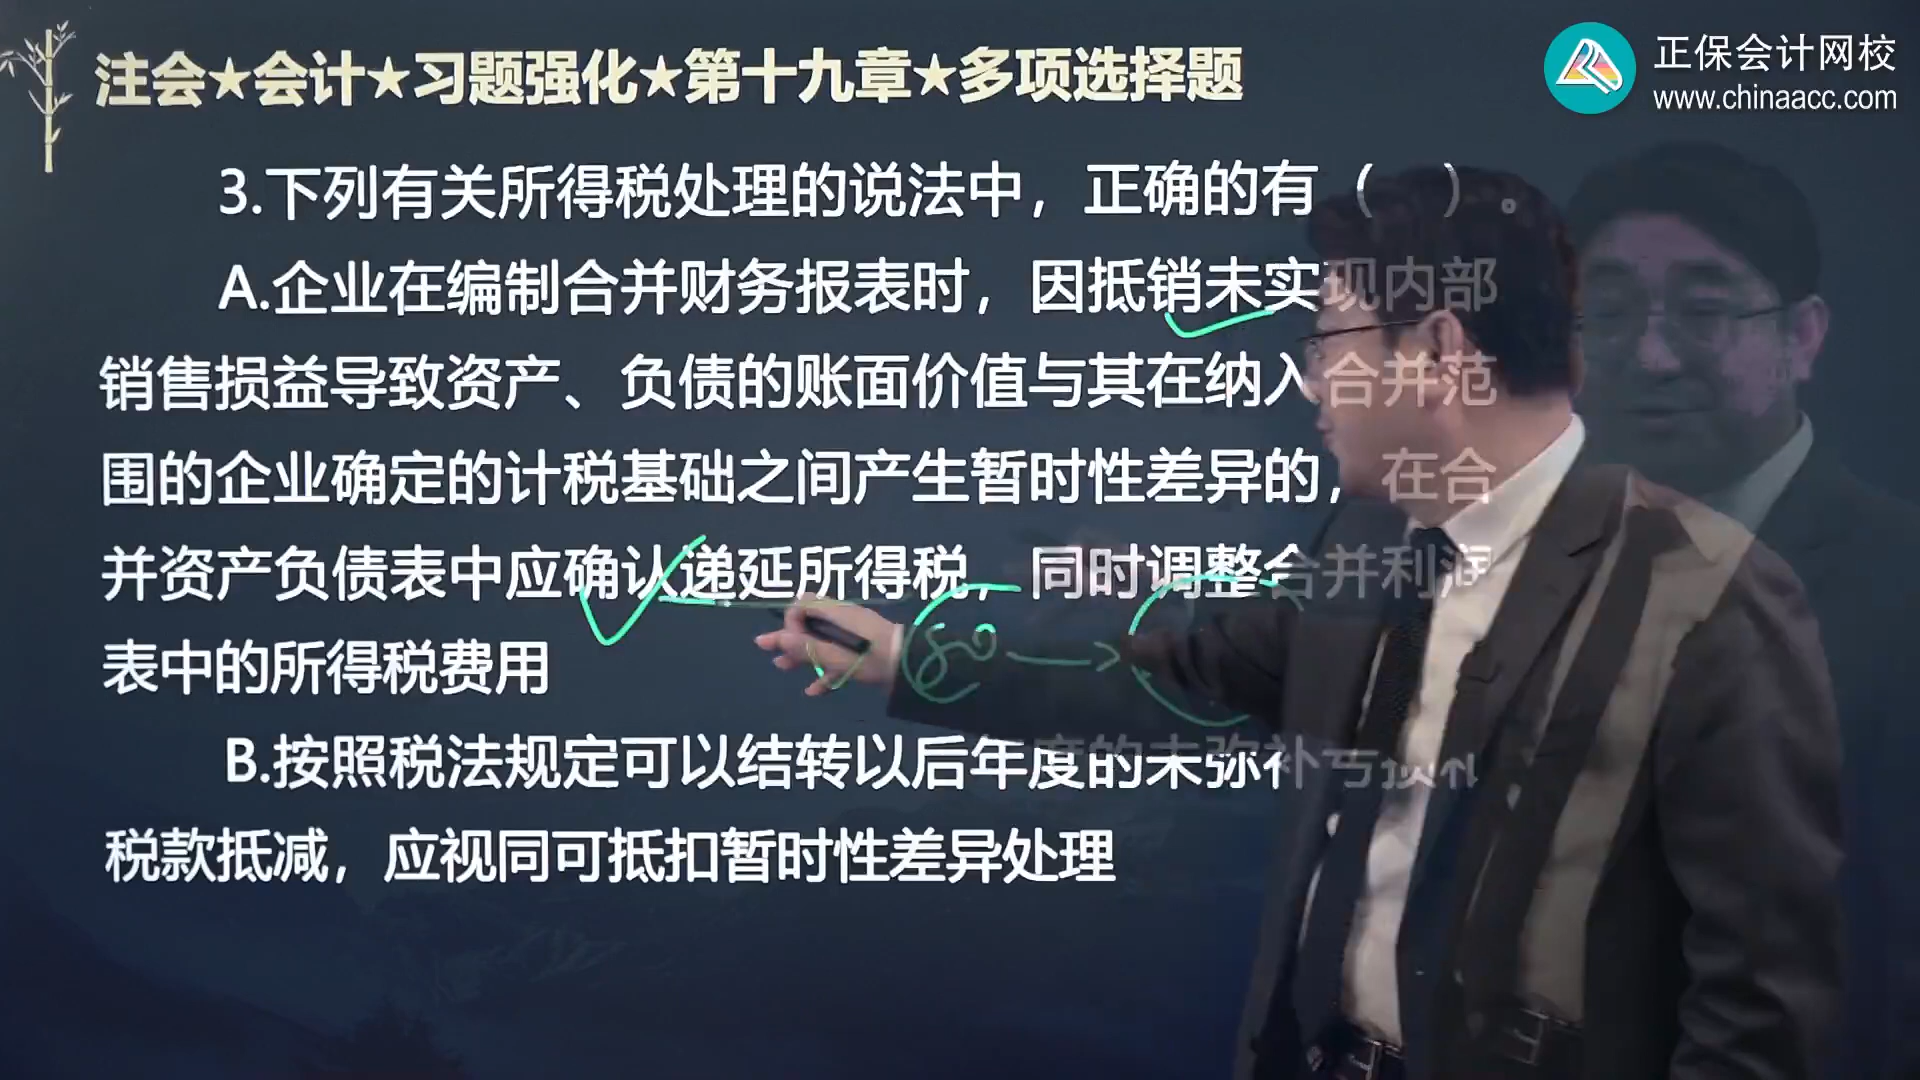 注会★会计★习题强化★第十九章★多项选择题
正保会计网校
www.chinaacc.com
3.下列有关所得税处理的说法中，正确的有（　）。
A.企业在编制合并财务报表时，因抵销未实现内部
销售损益导致资产、负债的账面价值与其在纳入合并范
围的企业确定的计税基础之间产生暂时性差异的，在合
并资产负债表中应确认递延所得税，同时调整合并利润
表中的所得税费用
80
B.按照税法规定可以结转以后年度的未弥补亏损和
税款抵减，应视同可抵扣暂时性差异处理